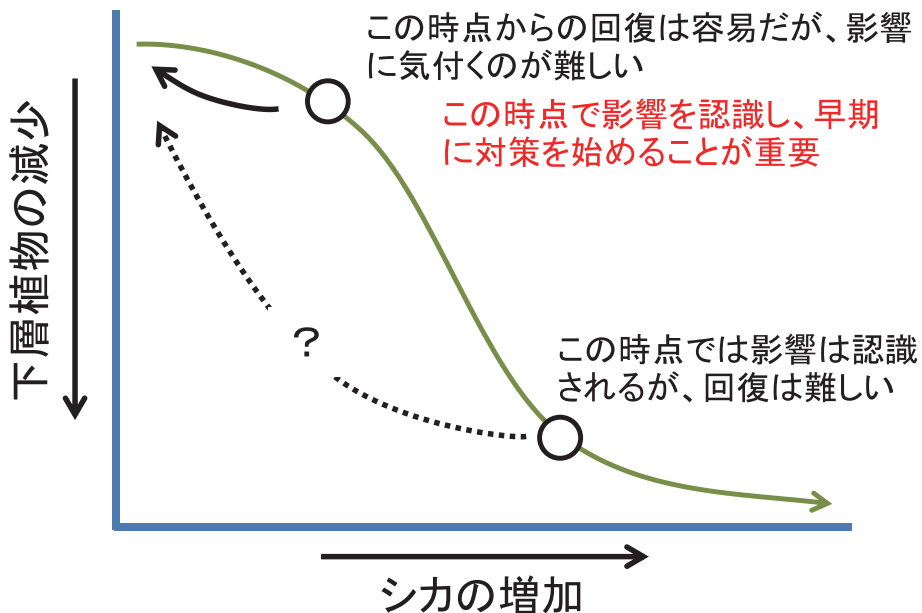 この時点からの回復は容易だが、影響
に気付くのが難しい
この時点で影響を認識し、早期
に対策を始めることが重要
下層植物の減少
?
この時点では影響は認識
されるが、回復は難しい
シカの増加